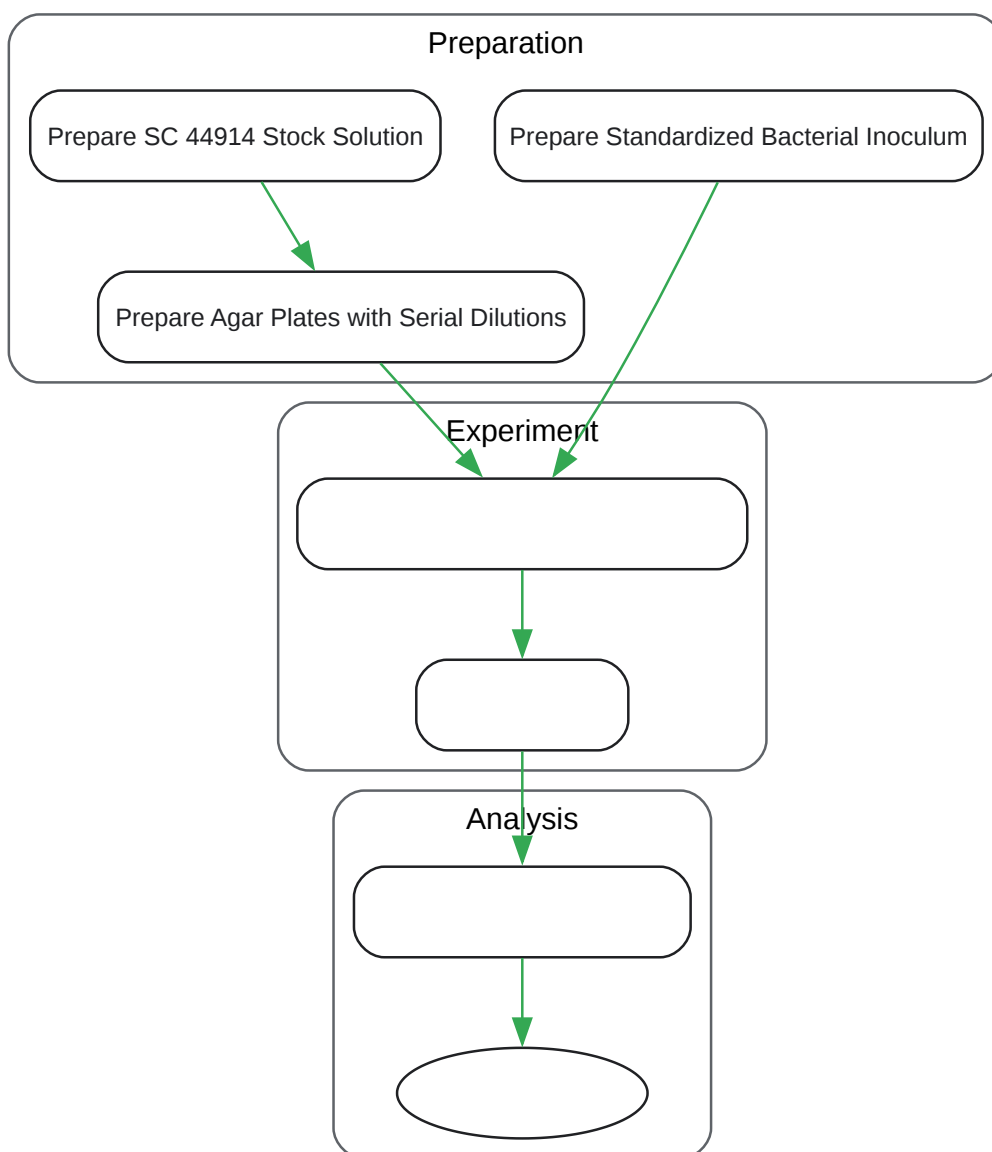 Preparation
Prepare SC 44914 Stock Solution
Prepare Standardized Bacterial Inoculum
Prepare Agar Plates with Serial Dilutions
Experiment
Analysis